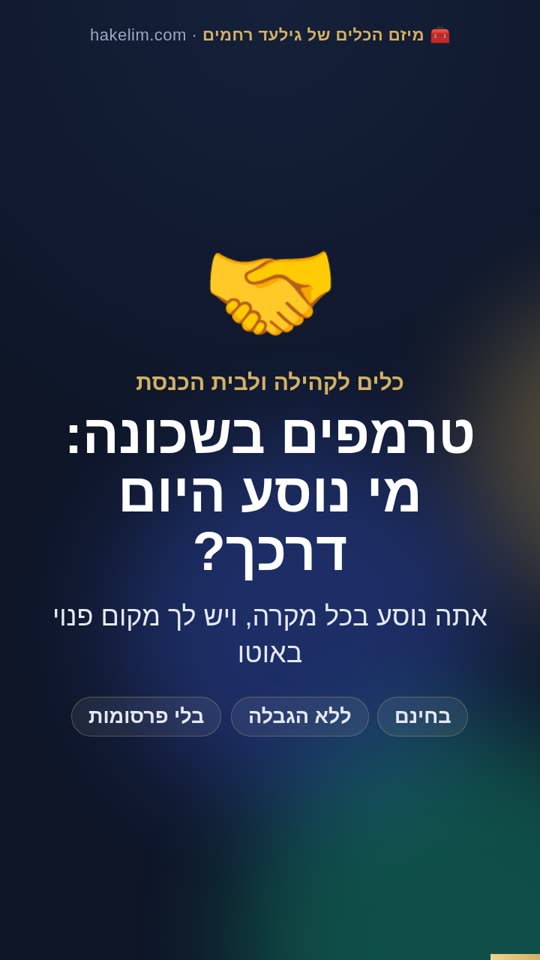 🧰 מיזם הכלים של גילעד רחמים · hakelim.com
כלים לקהילה ולבית הכנסת
טרמפים בשכונה:
מי נוסע היום
דרכך?
אתה נוסע בכל מקרה, ויש לך מקום פנוי
באוטו
בחינם
ללא הגבלה
בלי פרסומות